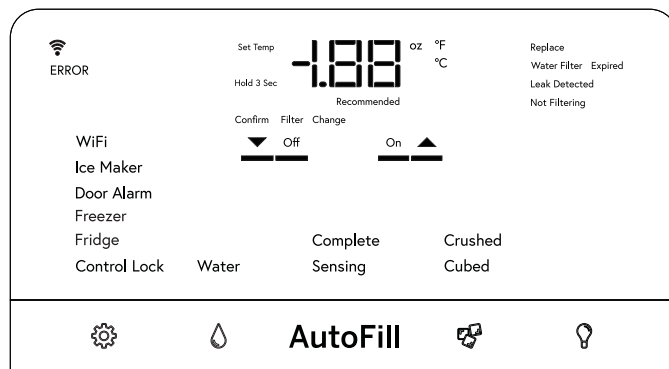 Set Temp -1.88 oz °F
Replace
ERROR
°C
Water Filter Expired
Hold 3 Sec
Leak Detected
Recommended
Not Filtering
Confirm Filter Change
WiFi
Off On
Ice Maker
Door Alarm
Freezer
Fridge Complete Crushed
Control Lock Water Sensing Cubed
AutoFill